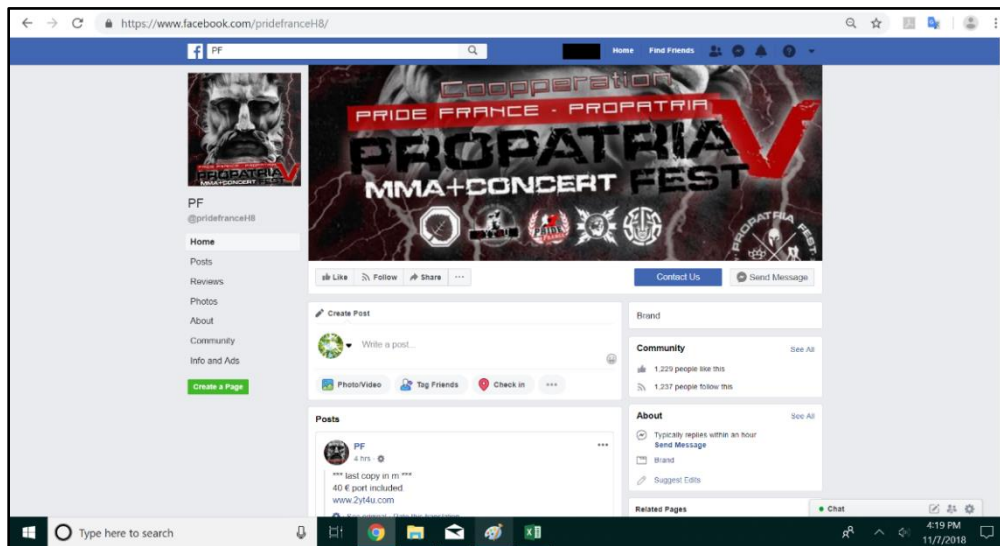 https://www.facebook.com/pridefranceH8/
PF
Home Find Friends
Coopperation
PRIDE FRANCE - PROPATRIA
PROPATRIA V
MMA+CONCERT FEST
PROPATRIA FEST
PROPATRIA V
PF
@pridefranceH8
Home
Posts
Reviews
Photos
About
Community
Info and Ads
Create a Page
Like Follow Share ...
Contact Us Send Message
Create Post
Write a post...
Photo/Video Tag Friends Check in ...
Posts
PF
4 hrs
*** last copy in m ***
40 € port included
www.2yt4u.com
Brand
Community See All
1,229 people like this
1,237 people follow this
About See All
Typically replies within an hour
Send Message
Brand
Suggest Edits
Related Pages
Chat
Type here to search
4:19 PM
11/7/2018